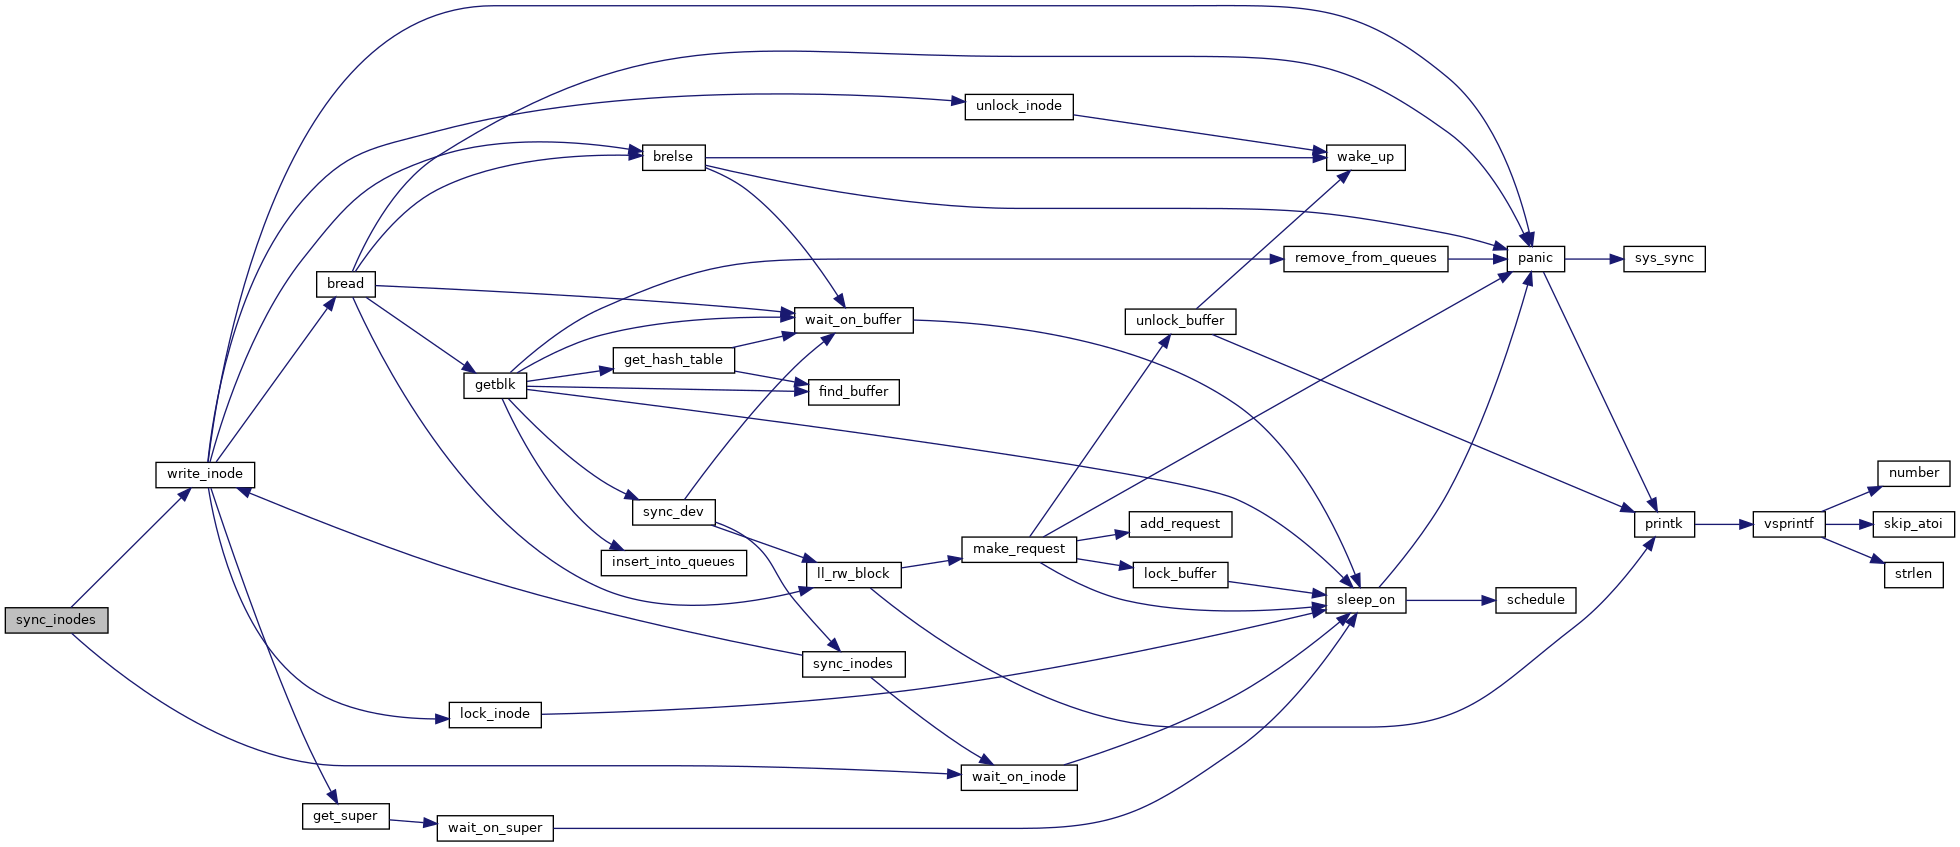 unlock_inode
brelse
wake_up
remove_from_queues
panic
sys_sync
bread
wait_on_buffer
unlock_buffer
get_hash_table
getblk
find_buffer
write_inode
number
sync_dev
add_request
printk
vsprintf
skip_atoi
make_request
insert_into_queues
ll_rw_block
lock_buffer
strlen
sleep_on
schedule
sync_inodes
sync_inodes
lock_inode
wait_on_inode
get_super
wait_on_super